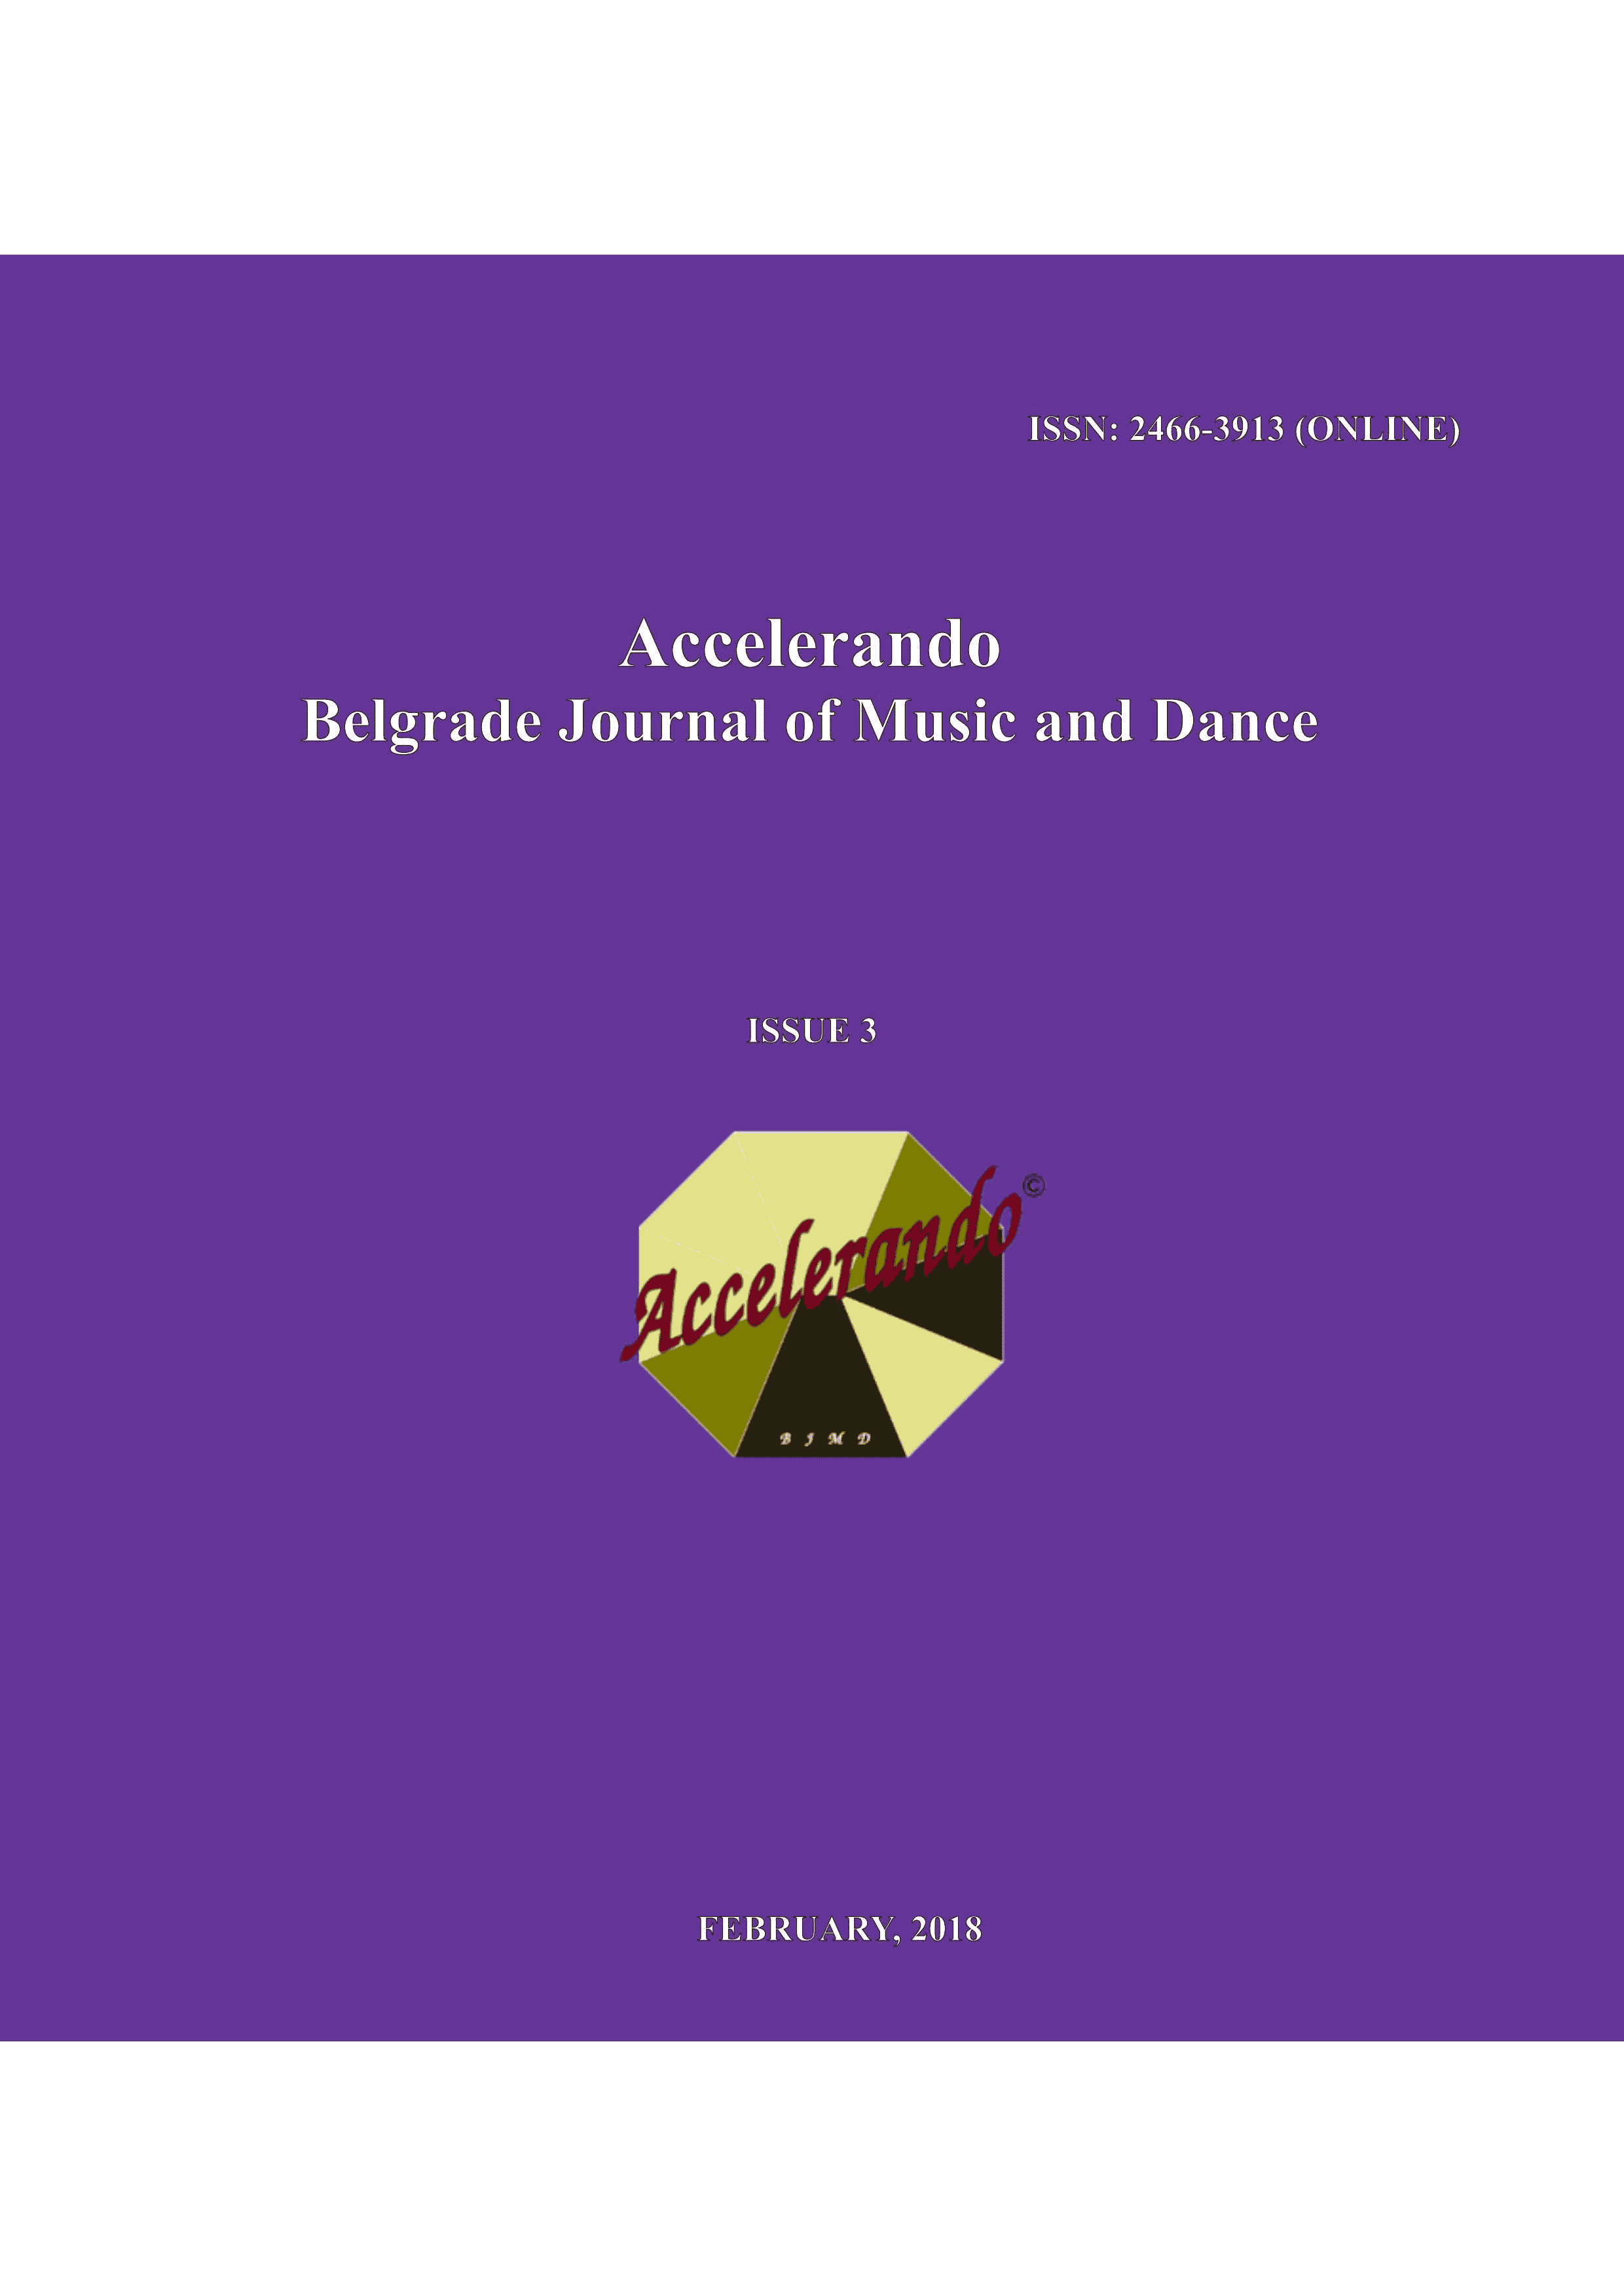 ISSN: 2466-3913 (ONLINE)
Accelerando
Belgrade Journal of Music and Dance
ISSUE 3
Accelerando©
B J M D
FEBRUARY, 2018